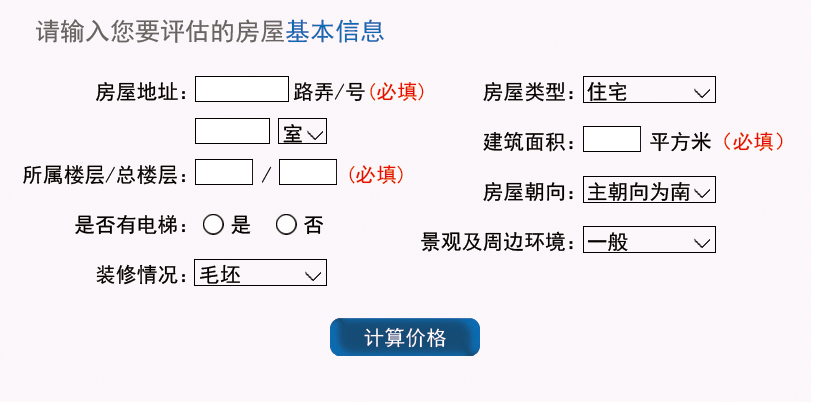 请输入您要评估的房屋基本信息
房屋地址: 路弄/号(必填)
室
所属楼层/总楼层: / (必填)
是否有电梯: 是 否
装修情况: 毛坯
房屋类型: 住宅
建筑面积: 平方米(必填)
房屋朝向: 主朝向为南
景观及周边环境: 一般
计算价格